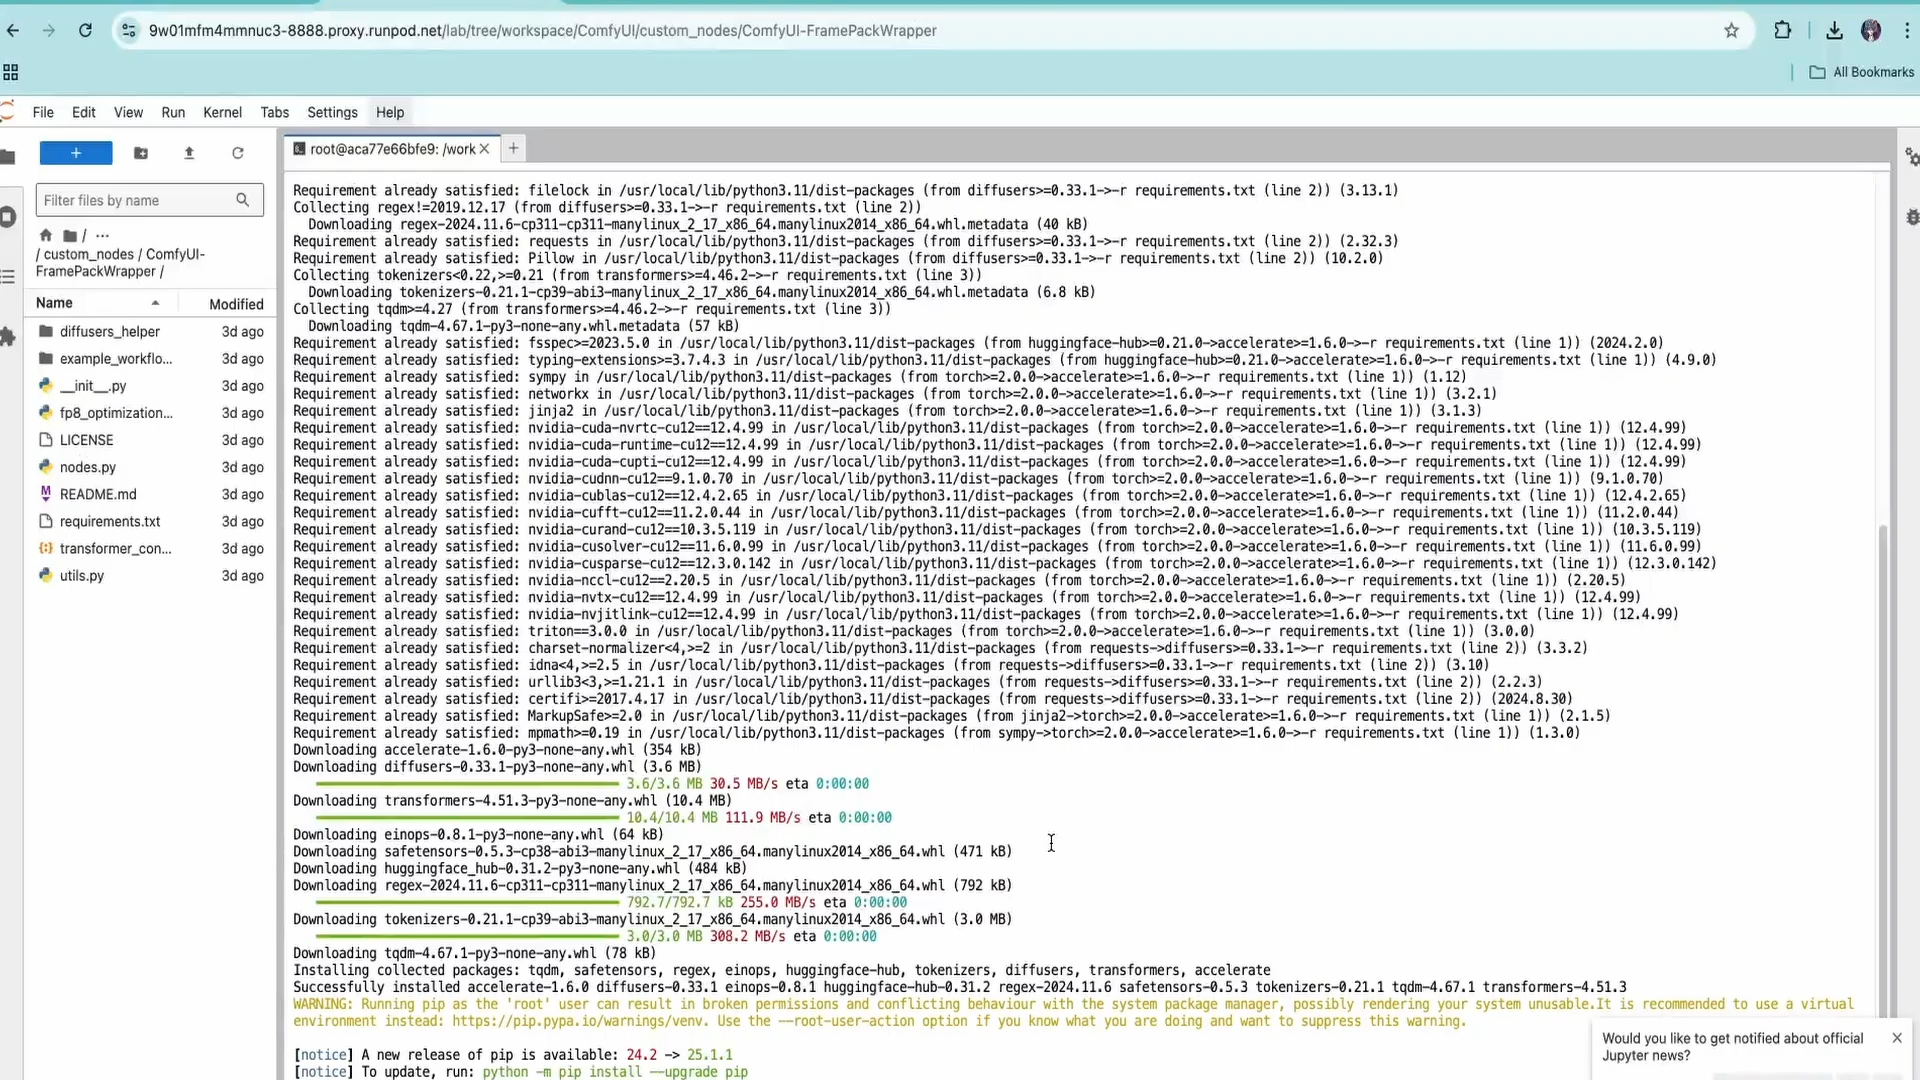 9w01mfm4mmnuc3-8888.proxy.runpod.net/lab/tree/workspace/ComfyUI/custom_nodes/ComfyUI-FramePackWrapper
All Bookmarks
File Edit View Run Kernel Tabs Settings Help
root@aca77e66bfe9: /work
Filter files by name
/ ...
/ custom_nodes / ComfyUI-
FramePackWrapper /
Name Modified
diffusers_helper 3d ago
example_workflo... 3d ago
__init__.py 3d ago
fp8_optimization... 3d ago
LICENSE 3d ago
nodes.py 3d ago
README.md 3d ago
requirements.txt 3d ago
transformer_con... 3d ago
utils.py 3d ago
Requirement already satisfied: filelock in /usr/local/lib/python3.11/dist-packages (from diffusers>=0.33.1->-r requirements.txt (line 2)) (3.13.1)
Collecting regex!=2019.12.17 (from diffusers>=0.33.1->-r requirements.txt (line 2))
Downloading regex-2024.11.6-cp311-cp311-manylinux_2_17_x86_64.manylinux2014_x86_64.whl.metadata (40 kB)
Requirement already satisfied: requests in /usr/local/lib/python3.11/dist-packages (from diffusers>=0.33.1->-r requirements.txt (line 2)) (2.32.3)
Requirement already satisfied: Pillow in /usr/local/lib/python3.11/dist-packages (from diffusers>=0.33.1->-r requirements.txt (line 2)) (10.2.0)
Collecting tokenizers<0.22,>=0.21 (from transformers>=4.46.2->-r requirements.txt (line 3))
Downloading tokenizers-0.21.1-cp39-abi3-manylinux_2_17_x86_64.manylinux2014_x86_64.whl.metadata (6.8 kB)
Collecting tqdm>=4.27 (from transformers>=4.46.2->-r requirements.txt (line 3))
Downloading tqdm-4.67.1-py3-none-any.whl.metadata (57 kB)
Requirement already satisfied: fsspec>=2023.5.0 in /usr/local/lib/python3.11/dist-packages (from huggingface-hub>=0.21.0->accelerate>=1.6.0->-r requirements.txt (line 1)) (2024.2.0)
Requirement already satisfied: typing-extensions>=3.7.4.3 in /usr/local/lib/python3.11/dist-packages (from huggingface-hub>=0.21.0->accelerate>=1.6.0->-r requirements.txt (line 1)) (4.9.0)
Requirement already satisfied: sympy in /usr/local/lib/python3.11/dist-packages (from torch>=2.0.0->accelerate>=1.6.0->-r requirements.txt (line 1)) (1.12)
Requirement already satisfied: networkx in /usr/local/lib/python3.11/dist-packages (from torch>=2.0.0->accelerate>=1.6.0->-r requirements.txt (line 1)) (3.2.1)
Requirement already satisfied: jinja2 in /usr/local/lib/python3.11/dist-packages (from torch>=2.0.0->accelerate>=1.6.0->-r requirements.txt (line 1)) (3.1.3)
Requirement already satisfied: nvidia-cuda-nvrtc-cu12==12.4.99 in /usr/local/lib/python3.11/dist-packages (from torch>=2.0.0->accelerate>=1.6.0->-r requirements.txt (line 1)) (12.4.99)
Requirement already satisfied: nvidia-cuda-runtime-cu12==12.4.99 in /usr/local/lib/python3.11/dist-packages (from torch>=2.0.0->accelerate>=1.6.0->-r requirements.txt (line 1)) (12.4.99)
Requirement already satisfied: nvidia-cuda-cupti-cu12==12.4.99 in /usr/local/lib/python3.11/dist-packages (from torch>=2.0.0->accelerate>=1.6.0->-r requirements.txt (line 1)) (12.4.99)
Requirement already satisfied: nvidia-cudnn-cu12==9.1.0.70 in /usr/local/lib/python3.11/dist-packages (from torch>=2.0.0->accelerate>=1.6.0->-r requirements.txt (line 1)) (9.1.0.70)
Requirement already satisfied: nvidia-cublas-cu12==12.4.2.65 in /usr/local/lib/python3.11/dist-packages (from torch>=2.0.0->accelerate>=1.6.0->-r requirements.txt (line 1)) (12.4.2.65)
Requirement already satisfied: nvidia-cufft-cu12==11.2.0.44 in /usr/local/lib/python3.11/dist-packages (from torch>=2.0.0->accelerate>=1.6.0->-r requirements.txt (line 1)) (11.2.0.44)
Requirement already satisfied: nvidia-curand-cu12==10.3.5.119 in /usr/local/lib/python3.11/dist-packages (from torch>=2.0.0->accelerate>=1.6.0->-r requirements.txt (line 1)) (10.3.5.119)
Requirement already satisfied: nvidia-cusolver-cu12==11.6.0.99 in /usr/local/lib/python3.11/dist-packages (from torch>=2.0.0->accelerate>=1.6.0->-r requirements.txt (line 1)) (11.6.0.99)
Requirement already satisfied: nvidia-cusparse-cu12==12.3.0.142 in /usr/local/lib/python3.11/dist-packages (from torch>=2.0.0->accelerate>=1.6.0->-r requirements.txt (line 1)) (12.3.0.142)
Requirement already satisfied: nvidia-nccl-cu12==2.20.5 in /usr/local/lib/python3.11/dist-packages (from torch>=2.0.0->accelerate>=1.6.0->-r requirements.txt (line 1)) (2.20.5)
Requirement already satisfied: nvidia-nvtx-cu12==12.4.99 in /usr/local/lib/python3.11/dist-packages (from torch>=2.0.0->accelerate>=1.6.0->-r requirements.txt (line 1)) (12.4.99)
Requirement already satisfied: nvidia-nvjitlink-cu12==12.4.99 in /usr/local/lib/python3.11/dist-packages (from torch>=2.0.0->accelerate>=1.6.0->-r requirements.txt (line 1)) (12.4.99)
Requirement already satisfied: triton==3.0.0 in /usr/local/lib/python3.11/dist-packages (from torch>=2.0.0->accelerate>=1.6.0->-r requirements.txt (line 1)) (3.0.0)
Requirement already satisfied: charset-normalizer<4,>=2 in /usr/local/lib/python3.11/dist-packages (from requests->diffusers>=0.33.1->-r requirements.txt (line 2)) (3.3.2)
Requirement already satisfied: idna<4,>=2.5 in /usr/local/lib/python3.11/dist-packages (from requests->diffusers>=0.33.1->-r requirements.txt (line 2)) (3.10)
Requirement already satisfied: urllib3<3,>=1.21.1 in /usr/local/lib/python3.11/dist-packages (from requests->diffusers>=0.33.1->-r requirements.txt (line 2)) (2.2.3)
Requirement already satisfied: certifi>=2017.4.17 in /usr/local/lib/python3.11/dist-packages (from requests->diffusers>=0.33.1->-r requirements.txt (line 2)) (2024.8.30)
Requirement already satisfied: MarkupSafe>=2.0 in /usr/local/lib/python3.11/dist-packages (from jinja2->torch>=2.0.0->accelerate>=1.6.0->-r requirements.txt (line 1)) (2.1.5)
Requirement already satisfied: mpmath>=0.19 in /usr/local/lib/python3.11/dist-packages (from sympy->torch>=2.0.0->accelerate>=1.6.0->-r requirements.txt (line 1)) (1.3.0)
Downloading accelerate-1.6.0-py3-none-any.whl (354 kB)
Downloading diffusers-0.33.1-py3-none-any.whl (3.6 MB)
3.6/3.6 MB 30.5 MB/s eta 0:00:00
Downloading transformers-4.51.3-py3-none-any.whl (10.4 MB)
10.4/10.4 MB 111.9 MB/s eta 0:00:00
Downloading einops-0.8.1-py3-none-any.whl (64 kB)
Downloading safetensors-0.5.3-cp38-abi3-manylinux_2_17_x86_64.manylinux2014_x86_64.whl (471 kB)
Downloading huggingface_hub-0.31.2-py3-none-any.whl (484 kB)
Downloading regex-2024.11.6-cp311-cp311-manylinux_2_17_x86_64.manylinux2014_x86_64.whl (792 kB)
792.7/792.7 kB 255.0 MB/s eta 0:00:00
Downloading tokenizers-0.21.1-cp39-abi3-manylinux_2_17_x86_64.manylinux2014_x86_64.whl (3.0 MB)
3.0/3.0 MB 308.2 MB/s eta 0:00:00
Downloading tqdm-4.67.1-py3-none-any.whl (78 kB)
Installing collected packages: tqdm, safetensors, regex, einops, huggingface-hub, tokenizers, diffusers, transformers, accelerate
Successfully installed accelerate-1.6.0 diffusers-0.33.1 einops-0.8.1 huggingface-hub-0.31.2 regex-2024.11.6 safetensors-0.5.3 tokenizers-0.21.1 tqdm-4.67.1 transformers-4.51.3
WARNING: Running pip as the 'root' user can result in broken permissions and conflicting behaviour with the system package manager, possibly rendering your system unusable.It is recommended to use a virtual
environment instead: https://pip.pypa.io/warnings/venv. Use the --root-user-action option if you know what you are doing and want to suppress this warning.
[notice] A new release of pip is available: 24.2 -> 25.1.1
[notice] To update, run: python -m pip install --upgrade pip
Would you like to get notified about official
Jupyter news?